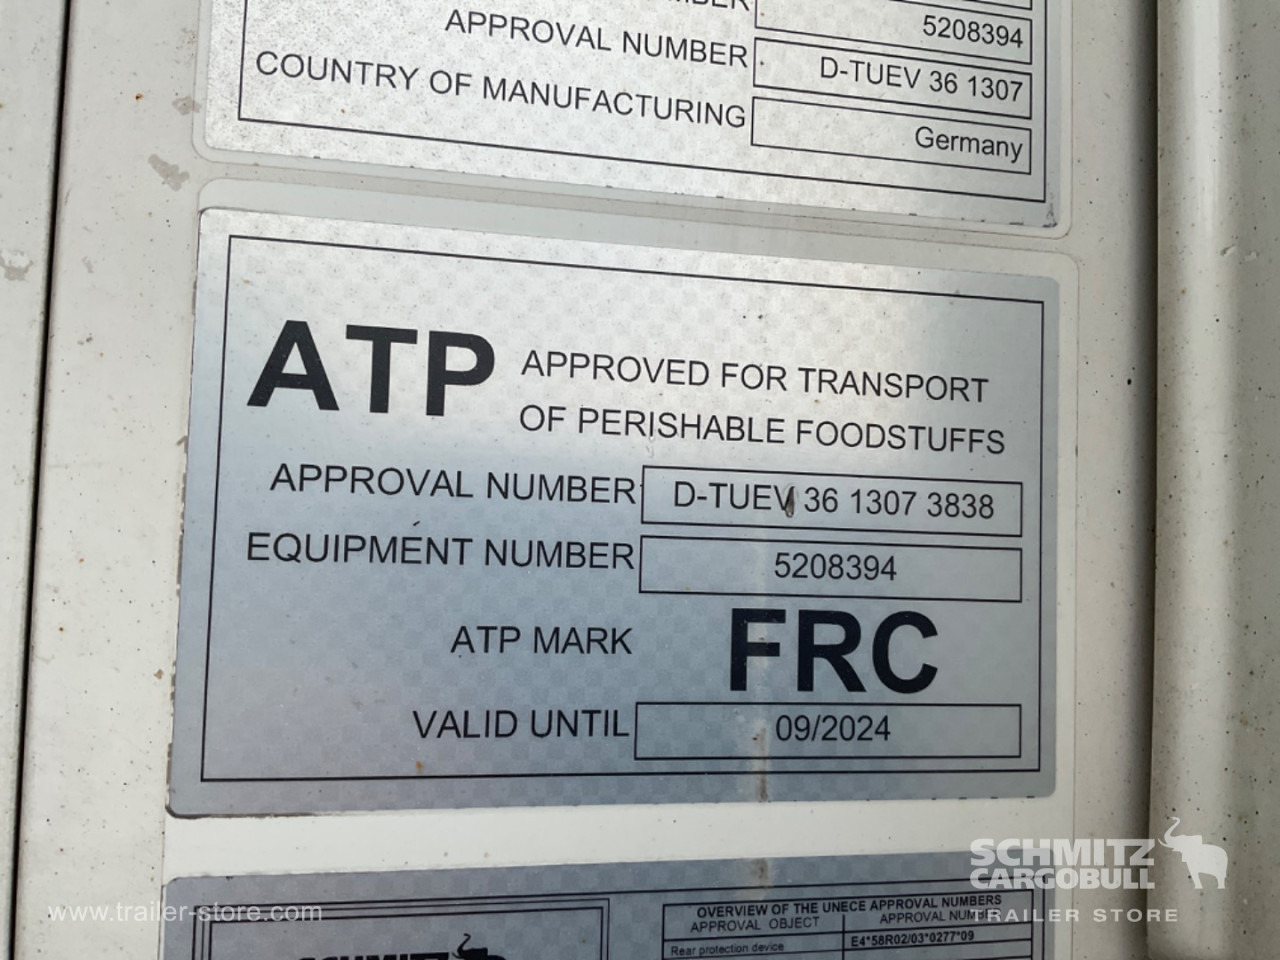 5208394
APPROVAL NUMBER D-TUEV 36 1307
COUNTRY OF MANUFACTURING Germany
ATP APPROVED FOR TRANSPORT
OF PERISHABLE FOODSTUFFS
APPROVAL NUMBER D-TUEV 36 1307 3838
EQUIPMENT NUMBER 5208394
ATP MARK FRC
VALID UNTIL 09/2024
SCHMITZ
CARGOBULL
TRAILER STORE
www.trailer-store.com
SCHMITZ
OVERVIEW OF THE UNECE APPROVAL NUMBERS
APPROVAL OBJECT APPROVAL NUMBER
Rear protection device E4*58R02/03*0277*09